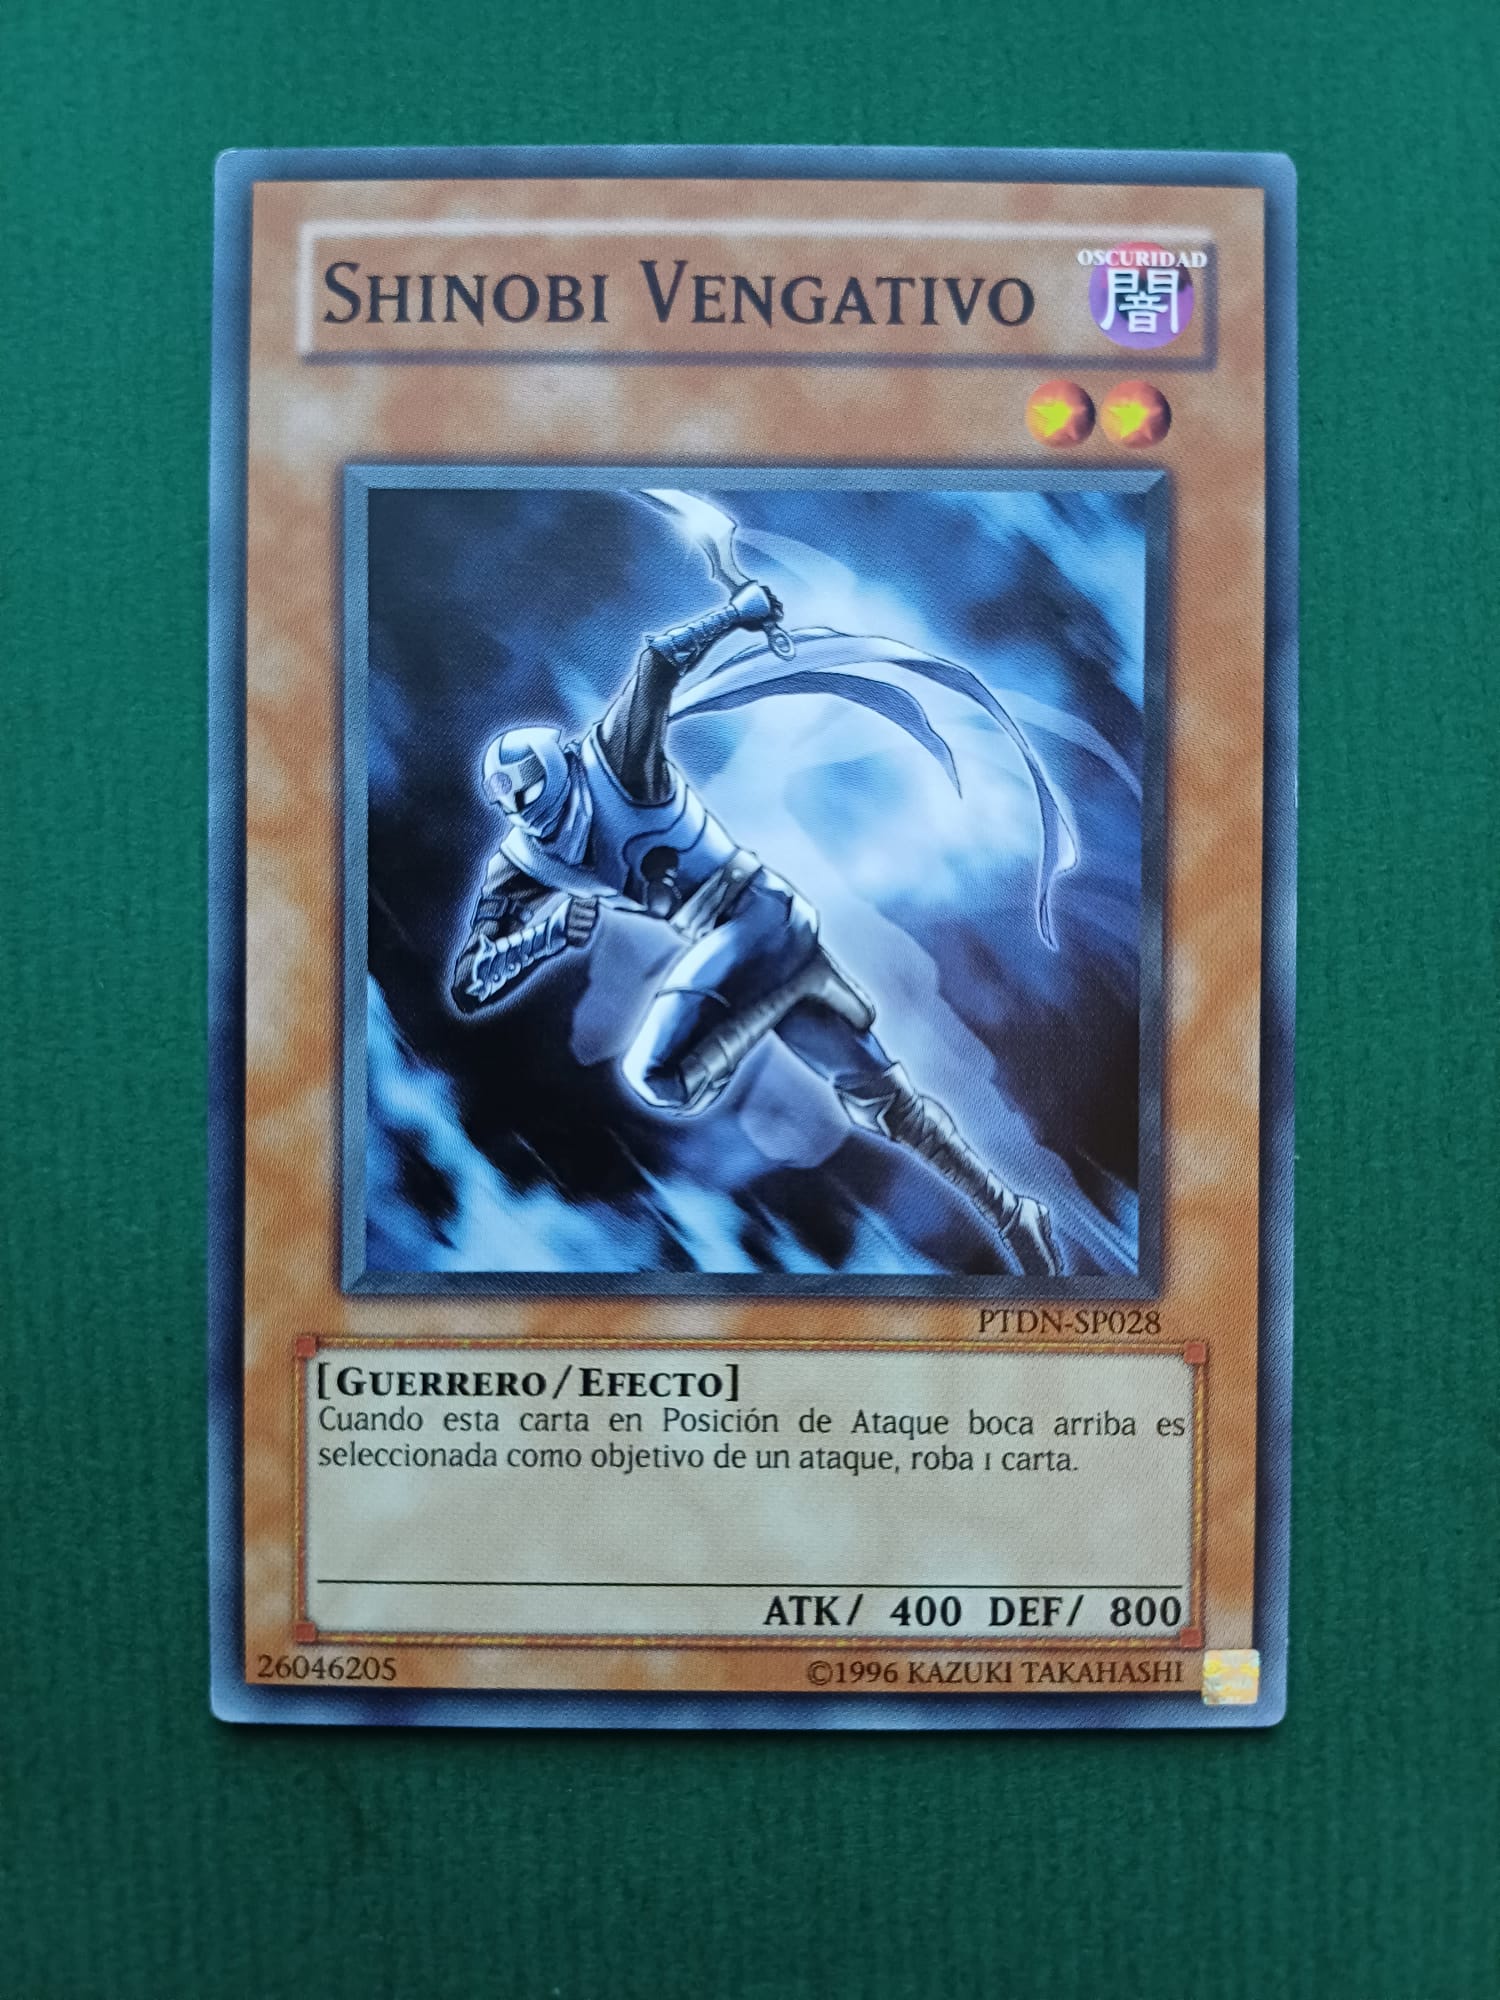 Shinobi Vengativo
OSCURIDAD
闇
PTDN-SP028
[Guerrero/Efecto]
Cuando esta carta en Posición de Ataque boca arriba es
seleccionada como objetivo de un ataque, roba 1 carta.
ATK/ 400 DEF/ 800
26046205
©1996 KAZUKI TAKAHASHI